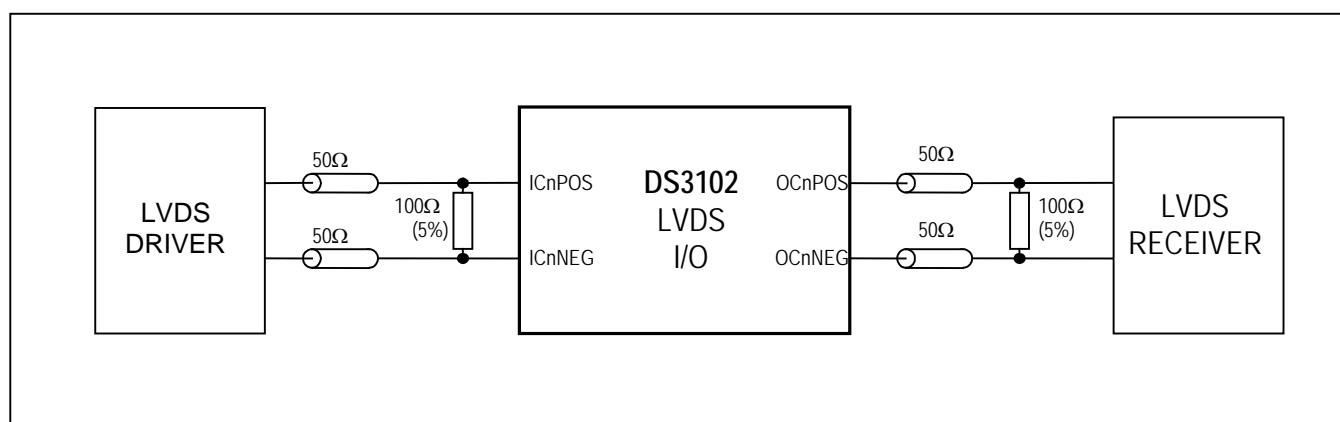 LVDS
DRIVER
50Ω
50Ω
100Ω
(5%)
ICnPOS
ICnNEG
DS3102
LVDS
I/O
OCnPOS
OCnNEG
50Ω
50Ω
100Ω
(5%)
LVDS
RECEIVER